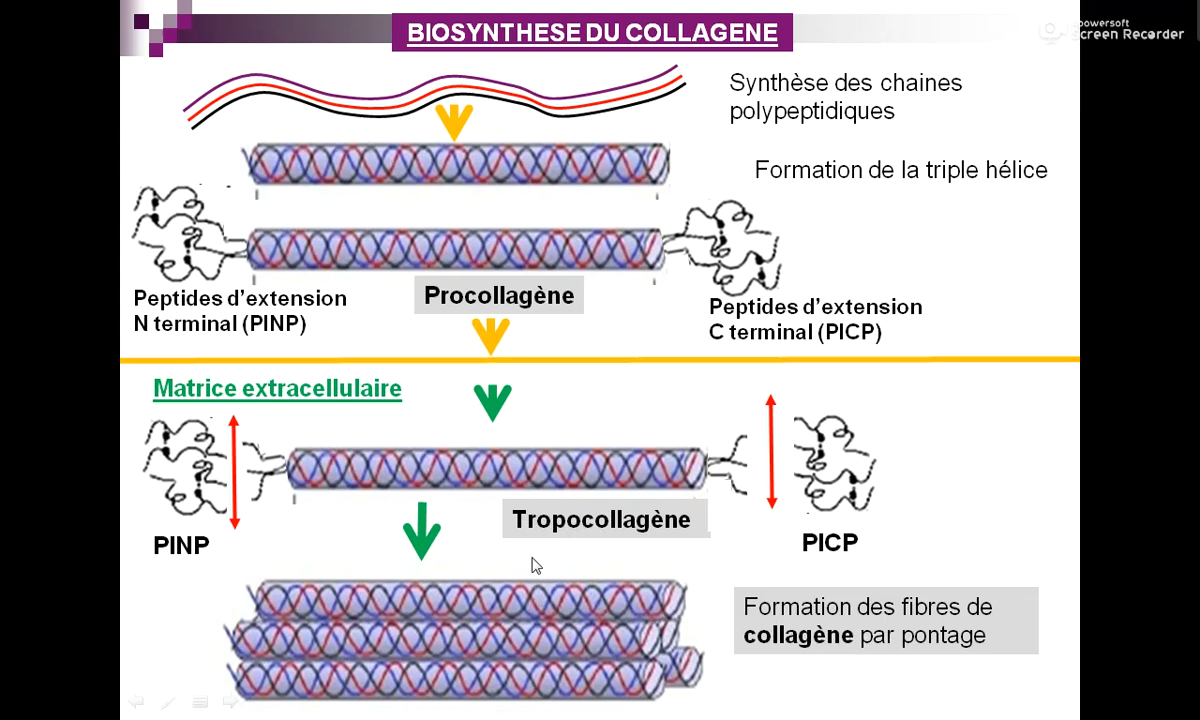 BIOSYNTHESE DU COLLAGENE
powersoft
Screen Recorder
Synthèse des chaines
polypeptidiques
Formation de la triple hélice
Peptides d’extension
N terminal (PINP)
Procollagène
Peptides d’extension
C terminal (PICP)
Matrice extracellulaire
Tropocollagène
PINP
PICP
Formation des fibres de
collagène par pontage